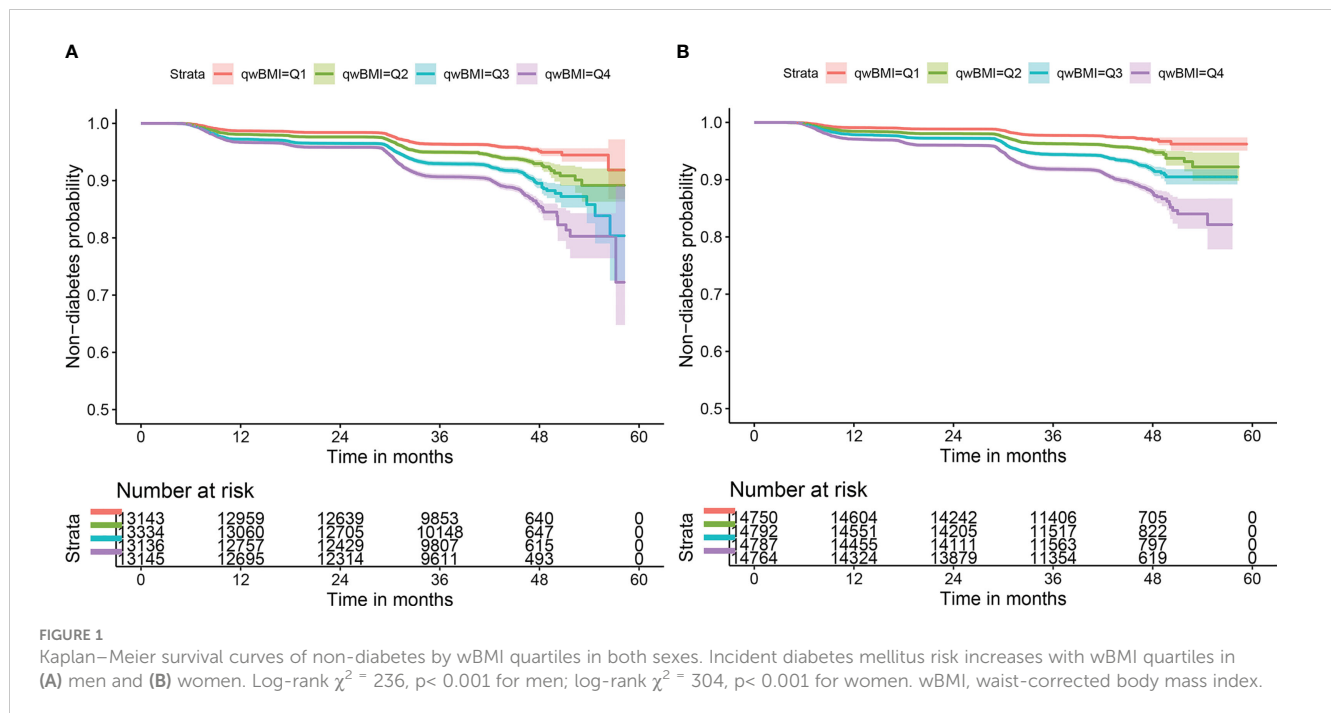 A
Strata qwBMI=Q1 qwBMI=Q2 qwBMI=Q3 qwBMI=Q4
Non−diabetes probability
1.0
0.9
0.8
0.7
0.6
0.5
0 12 24 36 48 60
Time in months
Number at risk
Strata
13143 12959 12639 9853 640 0
13334 13060 12705 10148 647 0
13136 12757 12429 9807 615 0
13145 12695 12314 9611 493 0
0 12 24 36 48 60
Time in months
B
Strata qwBMI=Q1 qwBMI=Q2 qwBMI=Q3 qwBMI=Q4
Non−diabetes probability
1.0
0.9
0.8
0.7
0.6
0.5
0 12 24 36 48 60
Time in months
Number at risk
Strata
14750 14604 14242 11406 705 0
14792 14551 14205 11517 822 0
14787 14455 14111 11563 797 0
14764 14324 13879 11354 619 0
0 12 24 36 48 60
Time in months
FIGURE 1
Kaplan–Meier survival curves of non-diabetes by wBMI quartiles in both sexes. Incident diabetes mellitus risk increases with wBMI quartiles in
(A) men and (B) women. Log-rank χ² = 236, p< 0.001 for men; log-rank χ² = 304, p< 0.001 for women. wBMI, waist-corrected body mass index.